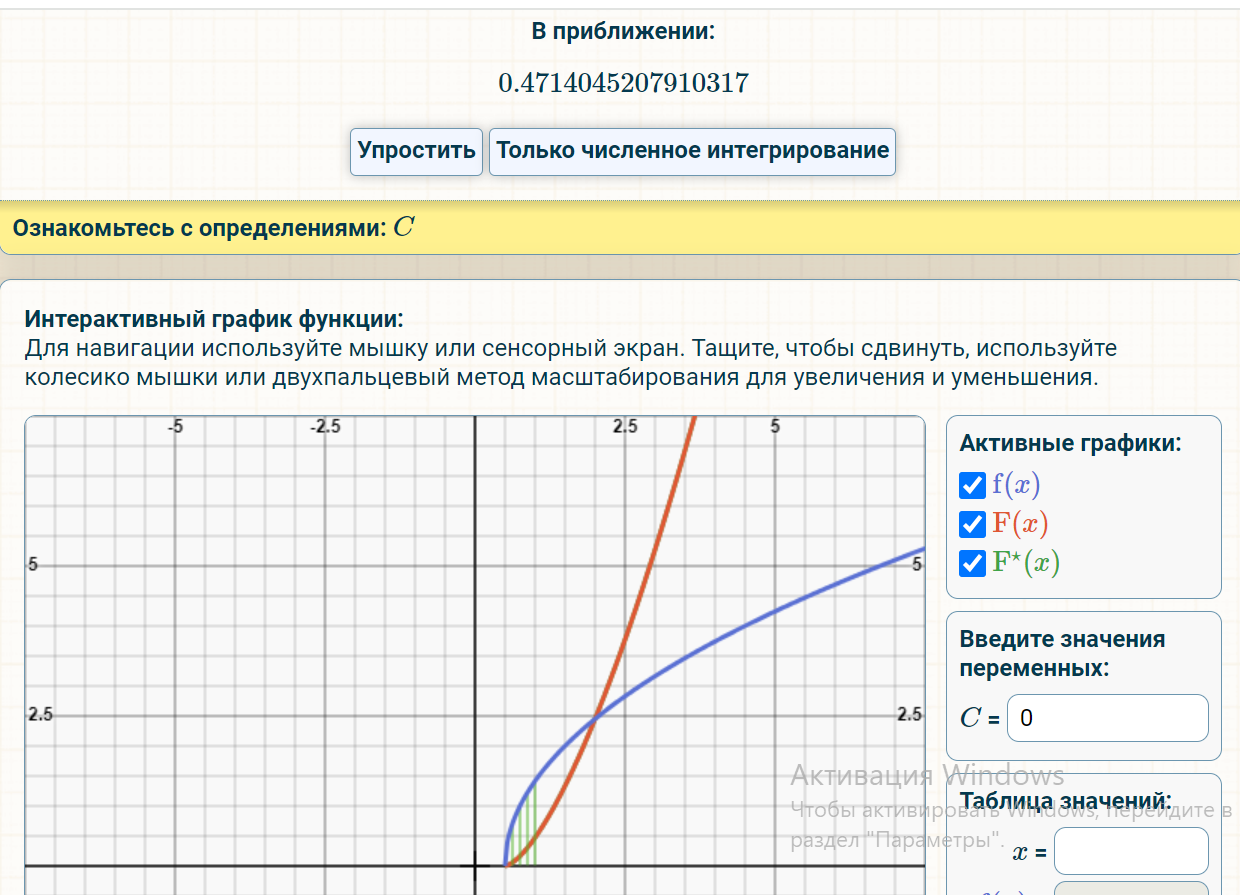 В приближении:
0.4714045207910317
Упростить Только численное интегрирование
Ознакомьтесь с определениями: C
Интерактивный график функции:
Для навигации используйте мышку или сенсорный экран. Тащите, чтобы сдвинуть, используйте
колесико мышки или двухпальцевый метод масштабирования для увеличения и уменьшения.
-5 -2.5 2.5 5
5 5
2.5 2.5
Активные графики:
f(x)
F(x)
F*(x)
Введите значения
переменных:
C = 0
Активация Windows
Чтобы активировать Windows, перейдите в
раздел "Параметры".
Таблица значений:
x =